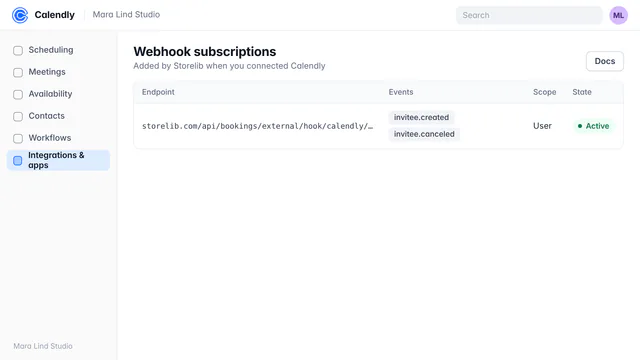 Calendly
Mara Lind Studio
Search
ML
Scheduling
Meetings
Availability
Contacts
Workflows
Integrations &
apps
Mara Lind Studio
Webhook subscriptions
Added by Storelib when you connected Calendly
Docs
Endpoint Events Scope State
storelib.com/api/bookings/external/hook/calendly/…
invitee.created
invitee.canceled
User
Active